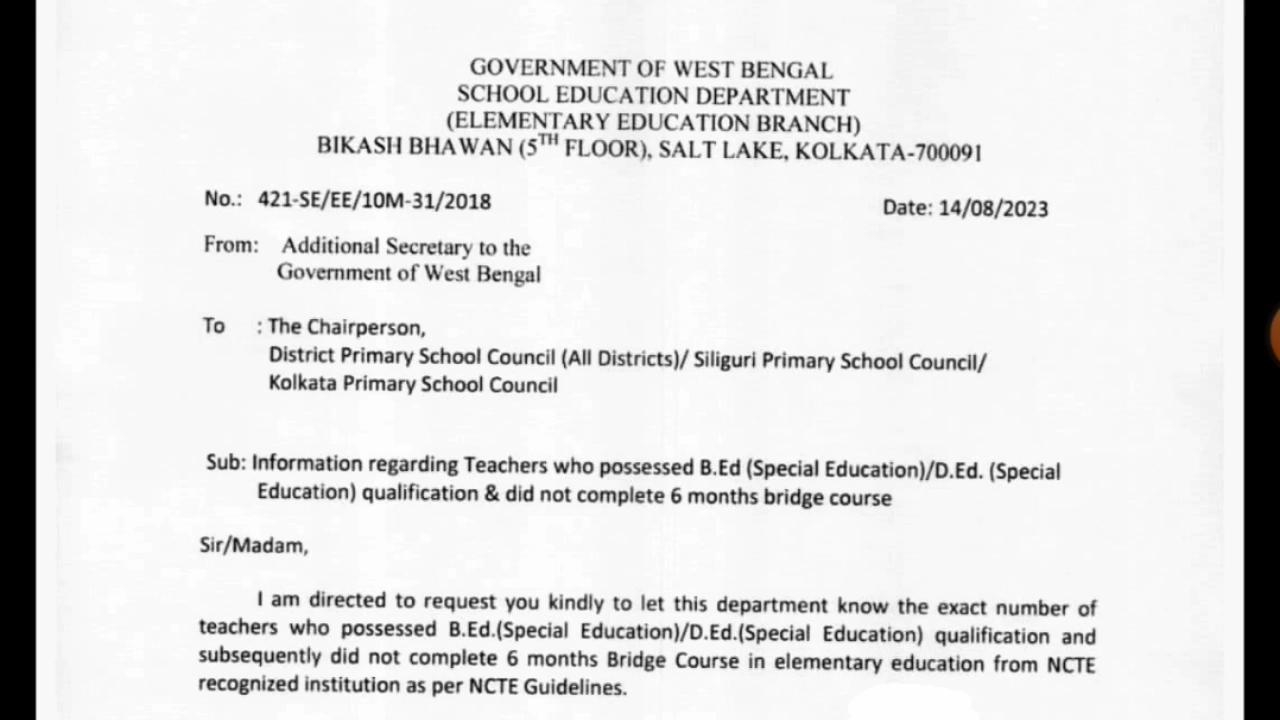 GOVERNMENT OF WEST BENGAL
SCHOOL EDUCATION DEPARTMENT
(ELEMENTARY EDUCATION BRANCH)
BIKASH BHAWAN (5TH FLOOR), SALT LAKE, KOLKATA-700091
No.: 421-SE/EE/10M-31/2018 Date: 14/08/2023
From: Additional Secretary to the
Government of West Bengal
To : The Chairperson,
District Primary School Council (All Districts)/ Siliguri Primary School Council/
Kolkata Primary School Council
Sub: Information regarding Teachers who possessed B.Ed (Special Education)/D.Ed. (Special
Education) qualification & did not complete 6 months bridge course
Sir/Madam,
I am directed to request you kindly to let this department know the exact number of
teachers who possessed B.Ed.(Special Education)/D.Ed.(Special Education) qualification and
subsequently did not complete 6 months Bridge Course in elementary education from NCTE
recognized institution as per NCTE Guidelines.